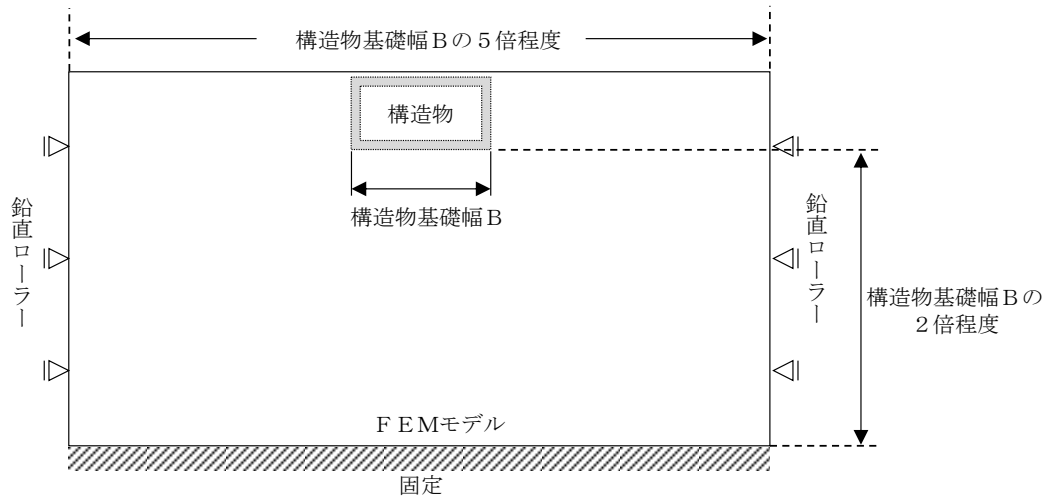 構造物基礎幅Ｂの５倍程度
構造物
構造物基礎幅Ｂ
鉛直ローラー
鉛直ローラー
構造物基礎幅Ｂの
２倍程度
ＦＥＭモデル
固定